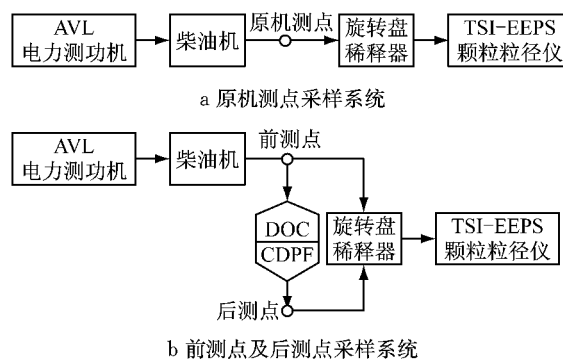 AVL
电力测功机
柴油机
原机测点
旋转盘
稀释器
TSI-EEPS
颗粒粒径仪
a 原机测点采样系统
AVL
电力测功机
柴油机
前测点
DOC
CDPF
旋转盘
稀释器
TSI-EEPS
颗粒粒径仪
后测点
b 前测点及后测点采样系统